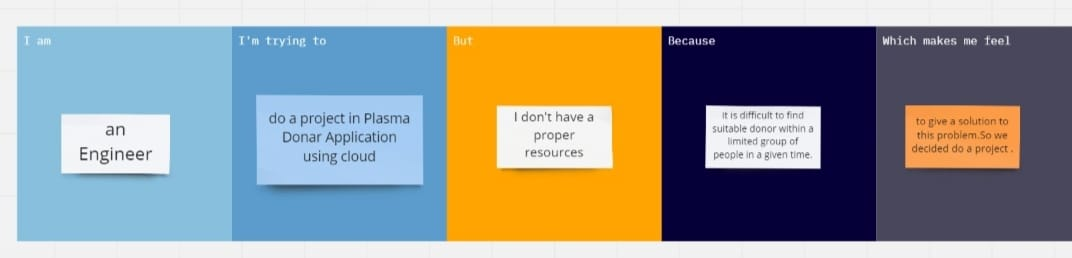 I am
an
Engineer
I'm trying to
do a project in Plasma
Donar Application
using cloud
But
I don't have a
proper
resources
Because
It is difficult to find
suitable donor within a
limited group of
people in a given time.
Which makes me feel
to give a solution to
this problem.So we
decided do a project .